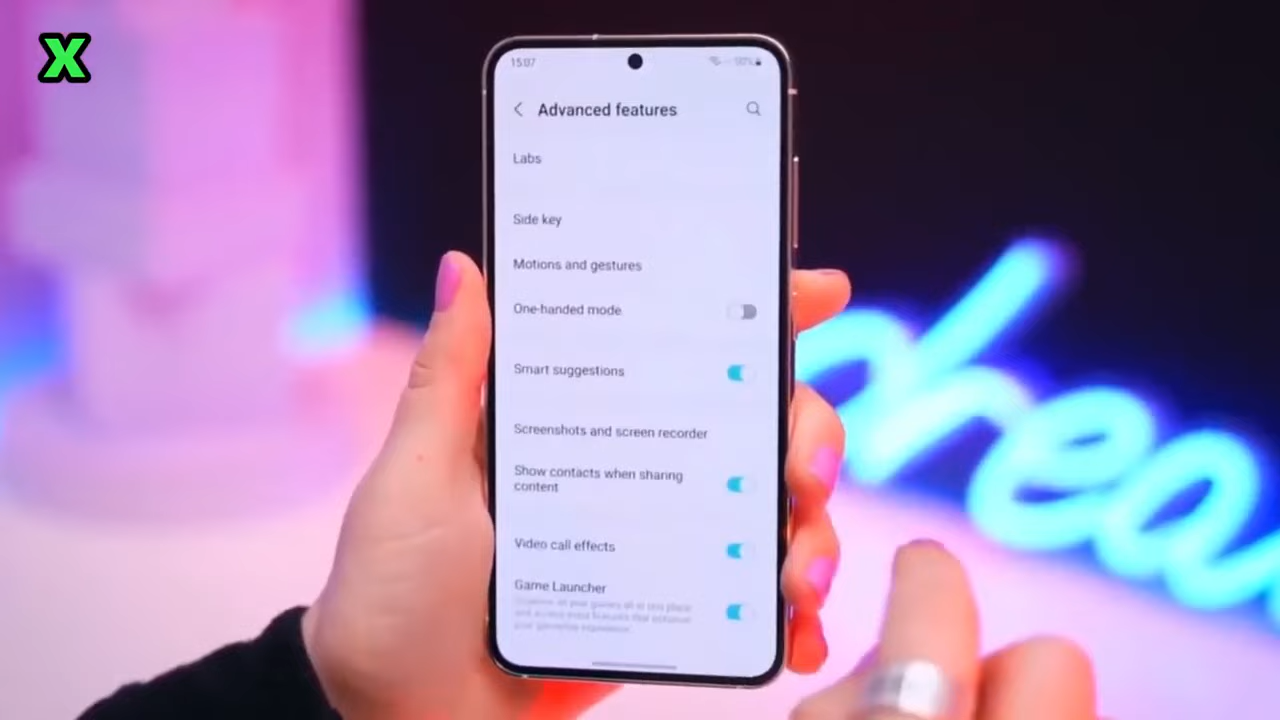 X
15:07
Advanced features
Labs
Side key
Motions and gestures
One-handed mode
Smart suggestions
Screenshots and screen recorder
Show contacts when sharing
content
Video call effects
Game Launcher
drea